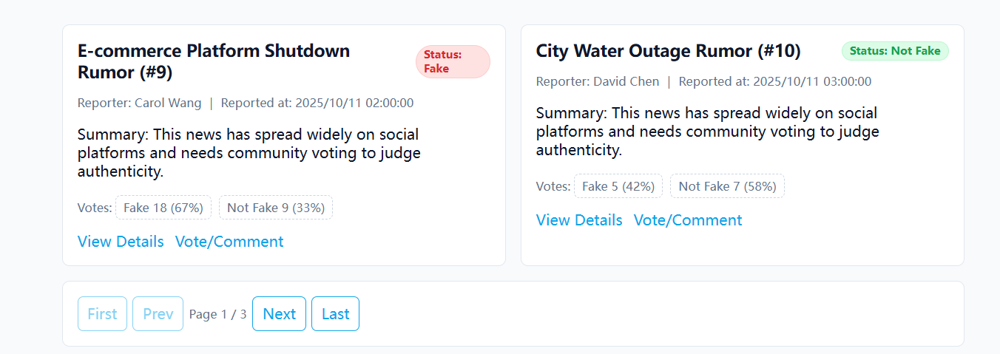 E-commerce Platform Shutdown
Rumor (#9)
Status:
Fake
Reporter: Carol Wang | Reported at: 2025/10/11 02:00:00
Summary: This news has spread widely on social
platforms and needs community voting to judge
authenticity.
Votes: Fake 18 (67%) Not Fake 9 (33%)
View Details Vote/Comment
City Water Outage Rumor (#10) Status: Not Fake
Reporter: David Chen | Reported at: 2025/10/11 03:00:00
Summary: This news has spread widely on social
platforms and needs community voting to judge
authenticity.
Votes: Fake 5 (42%) Not Fake 7 (58%)
View Details Vote/Comment
First Prev Page 1 / 3 Next Last